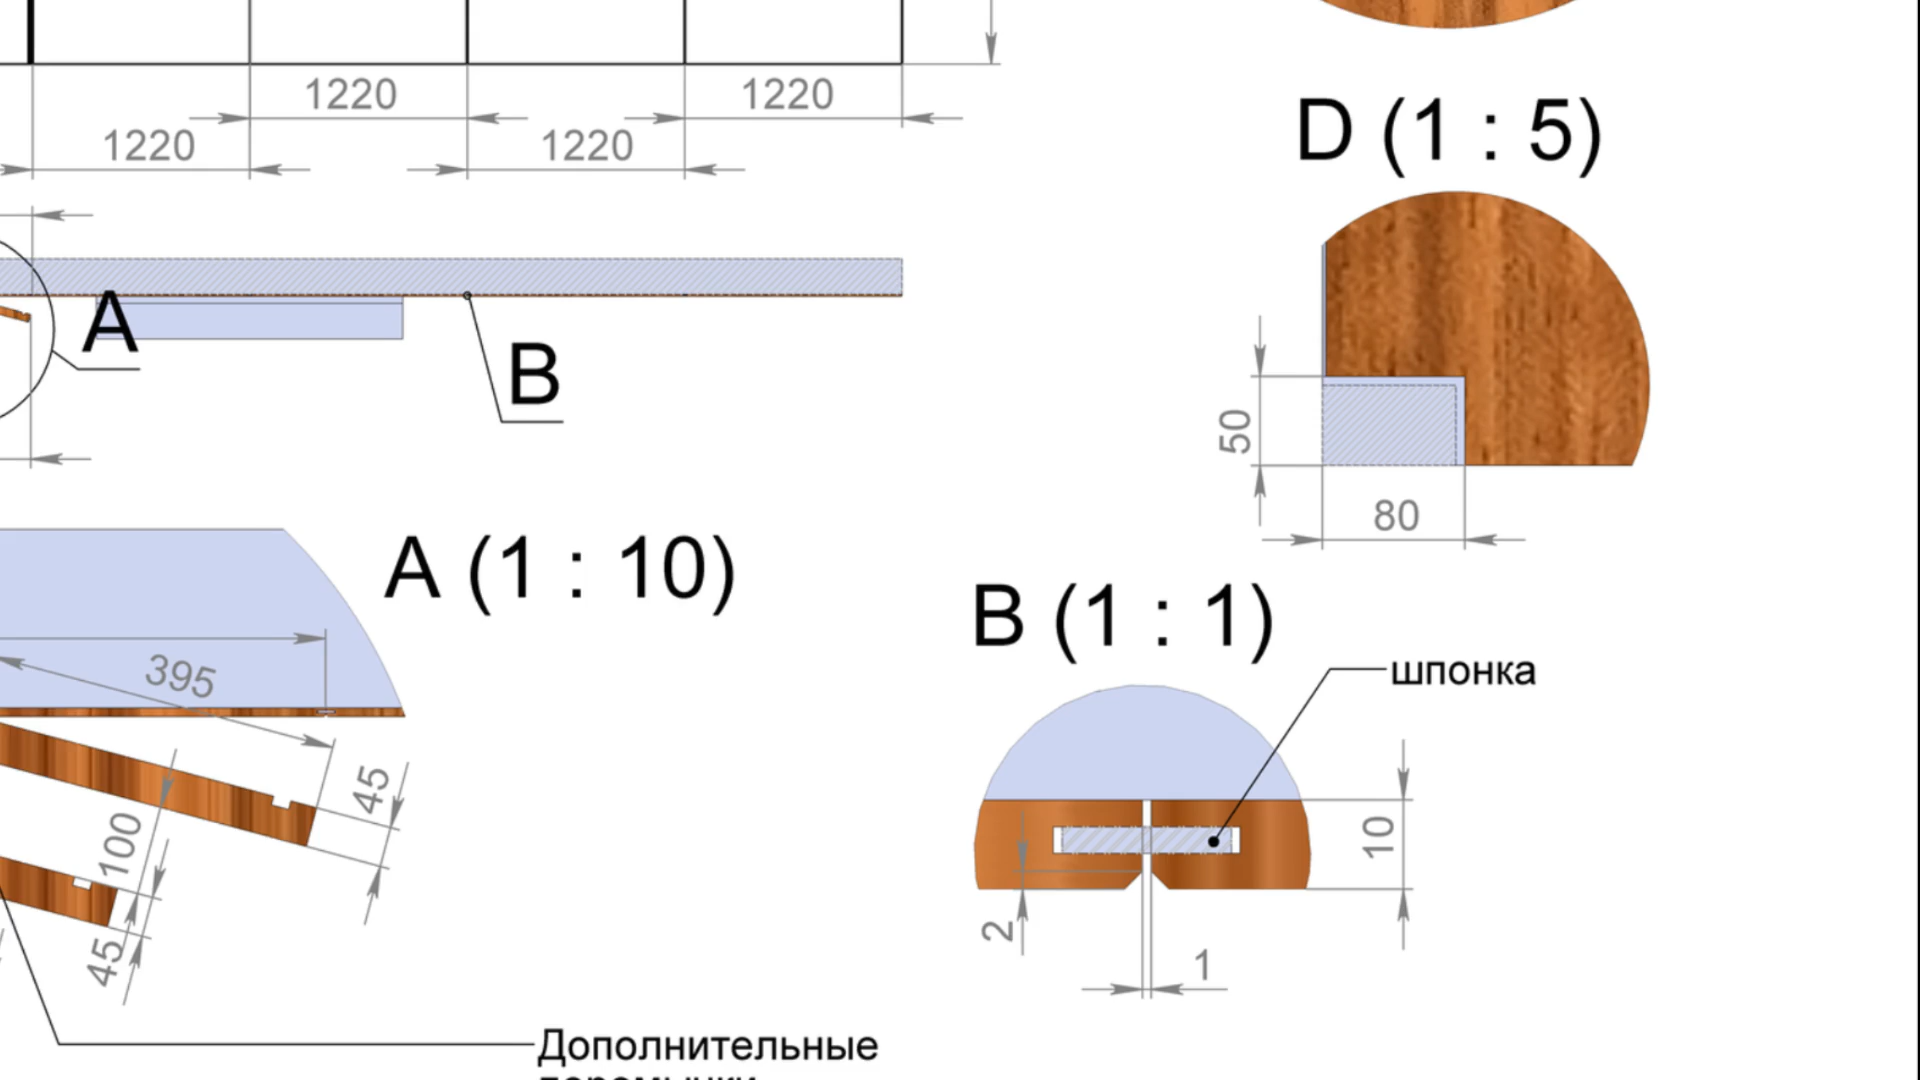 1220
1220
1220
1220
D (1 : 5)
A
B
50
80
A (1 : 10)
B (1 : 1)
шпонка
395
45
100
45
10
2
1
Дополнительные